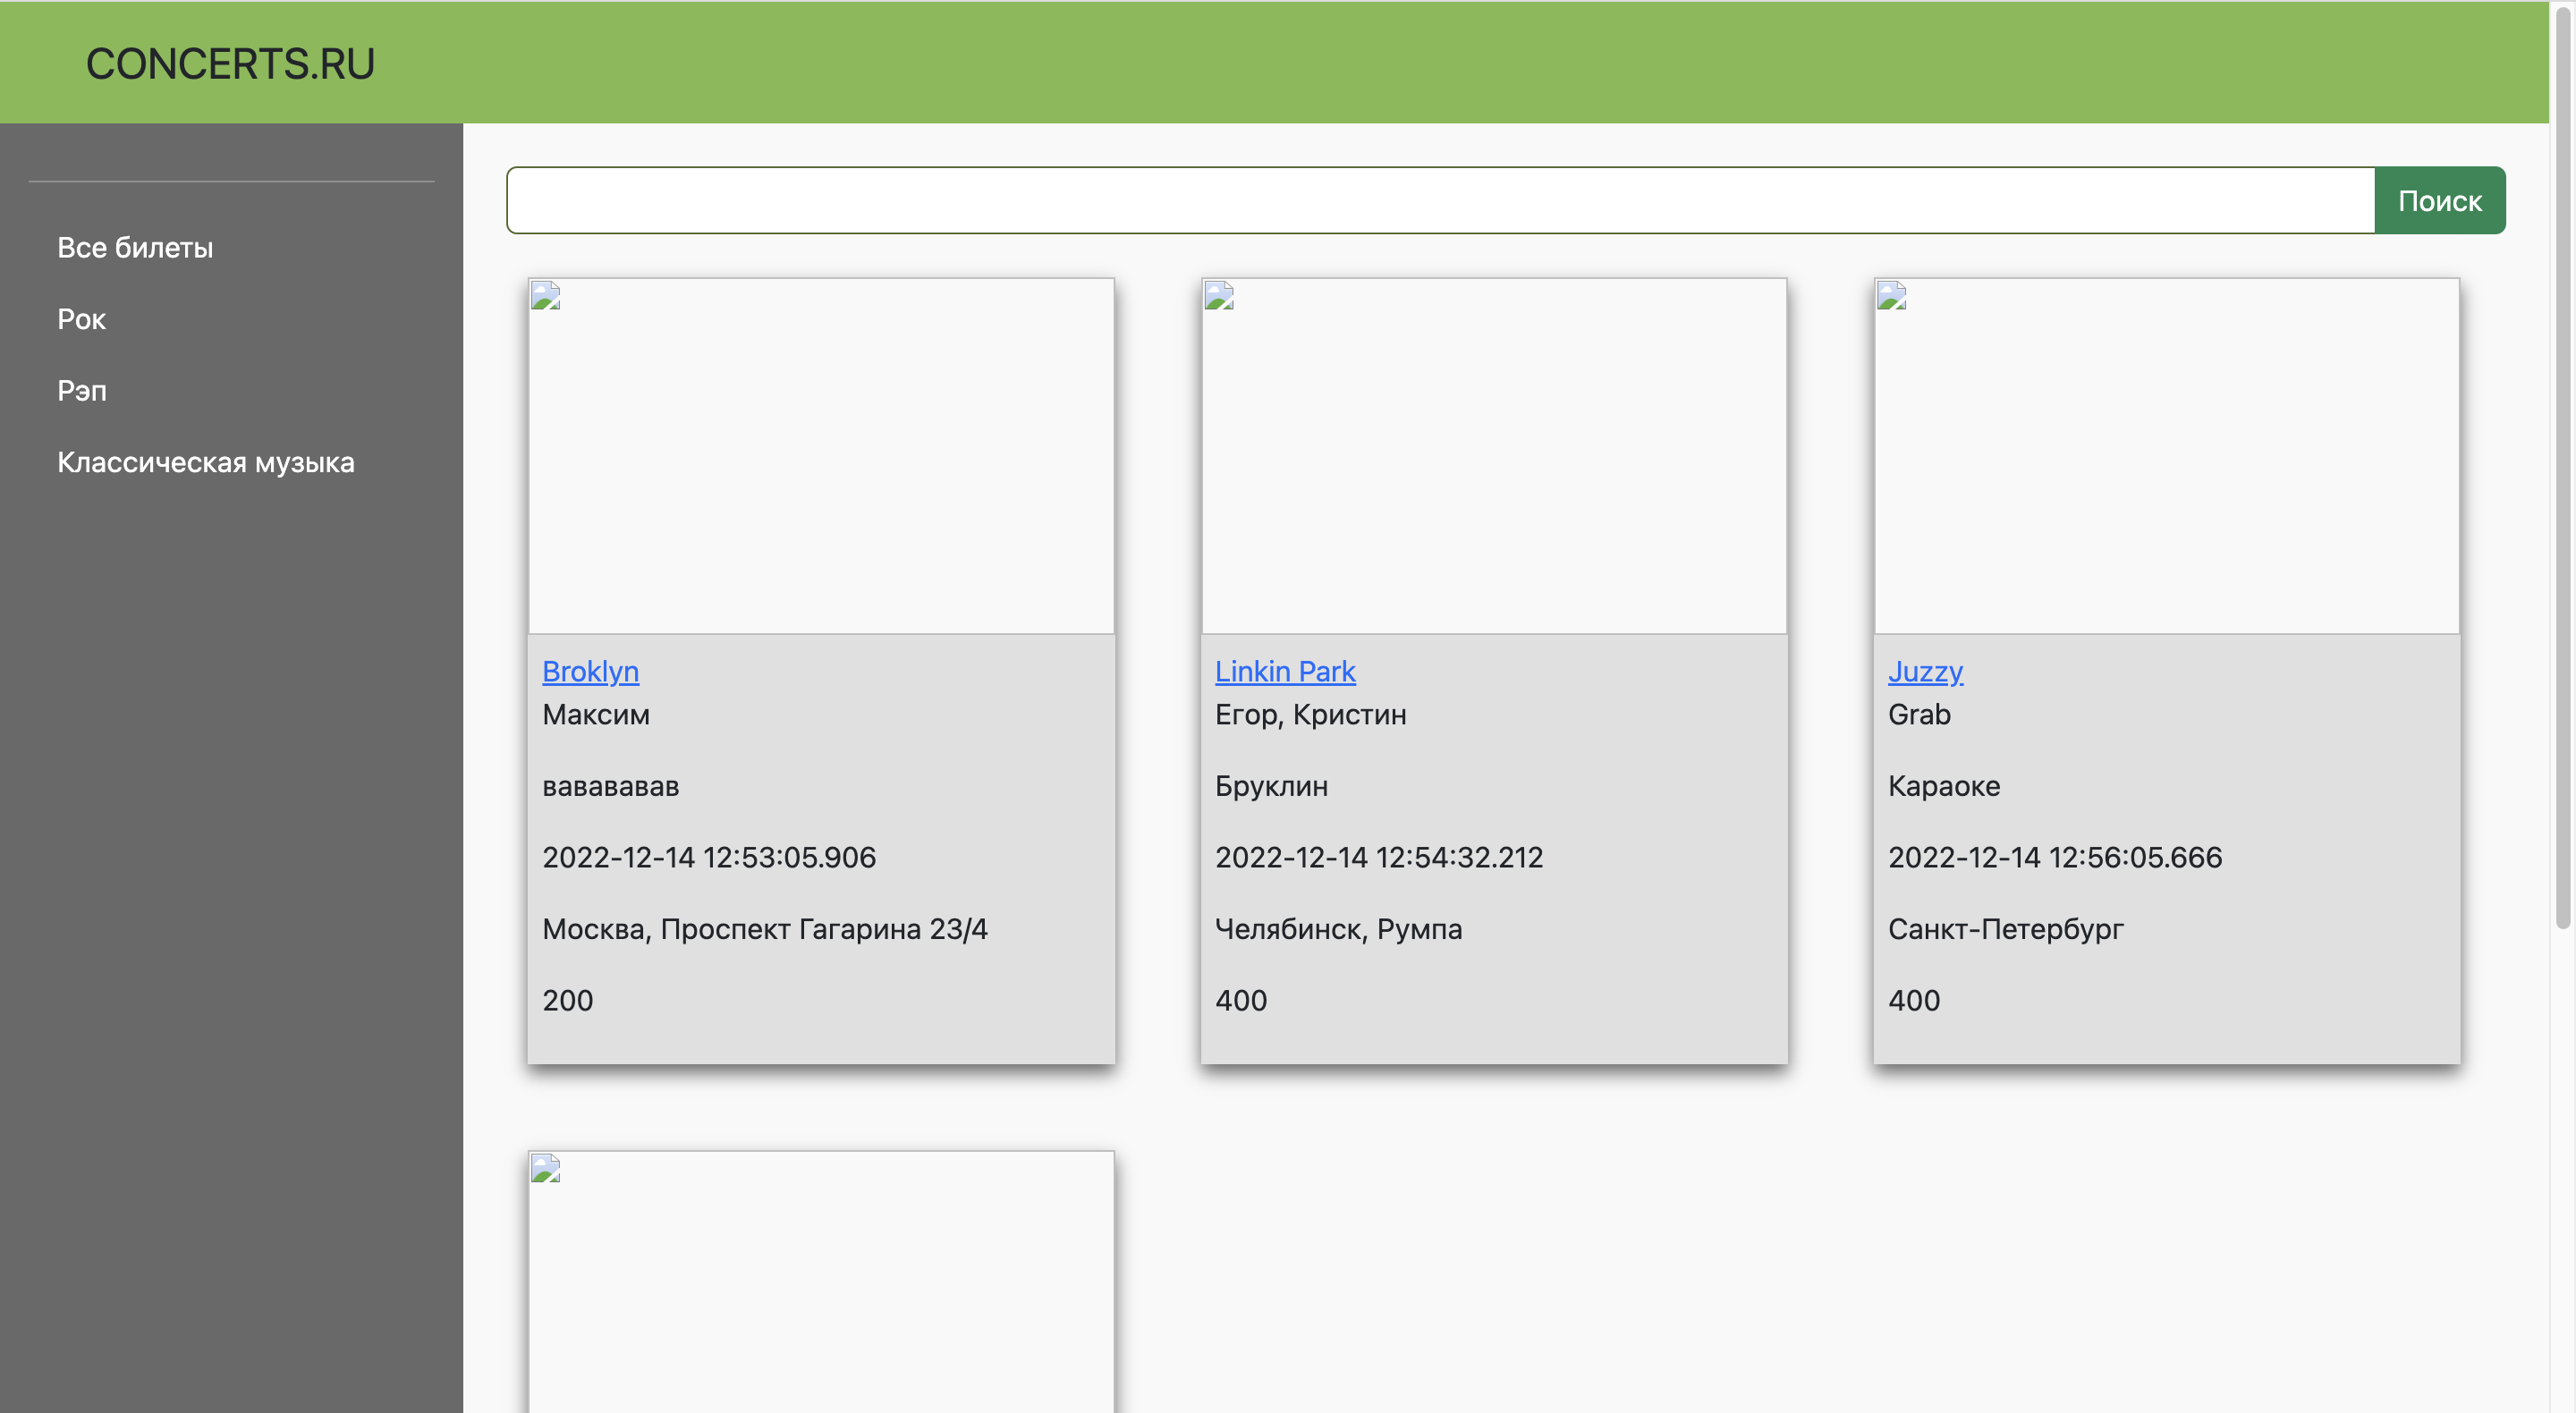 CONCERTS.RU
Поиск
Все билеты
Рок
Рэп
Классическая музыка
Broklyn
Максим
вавававав
2022-12-14 12:53:05.906
Москва, Проспект Гагарина 23/4
200
Linkin Park
Егор, Кристин
Бруклин
2022-12-14 12:54:32.212
Челябинск, Румпа
400
Juzzy
Grab
Караоке
2022-12-14 12:56:05.666
Санкт-Петербург
400